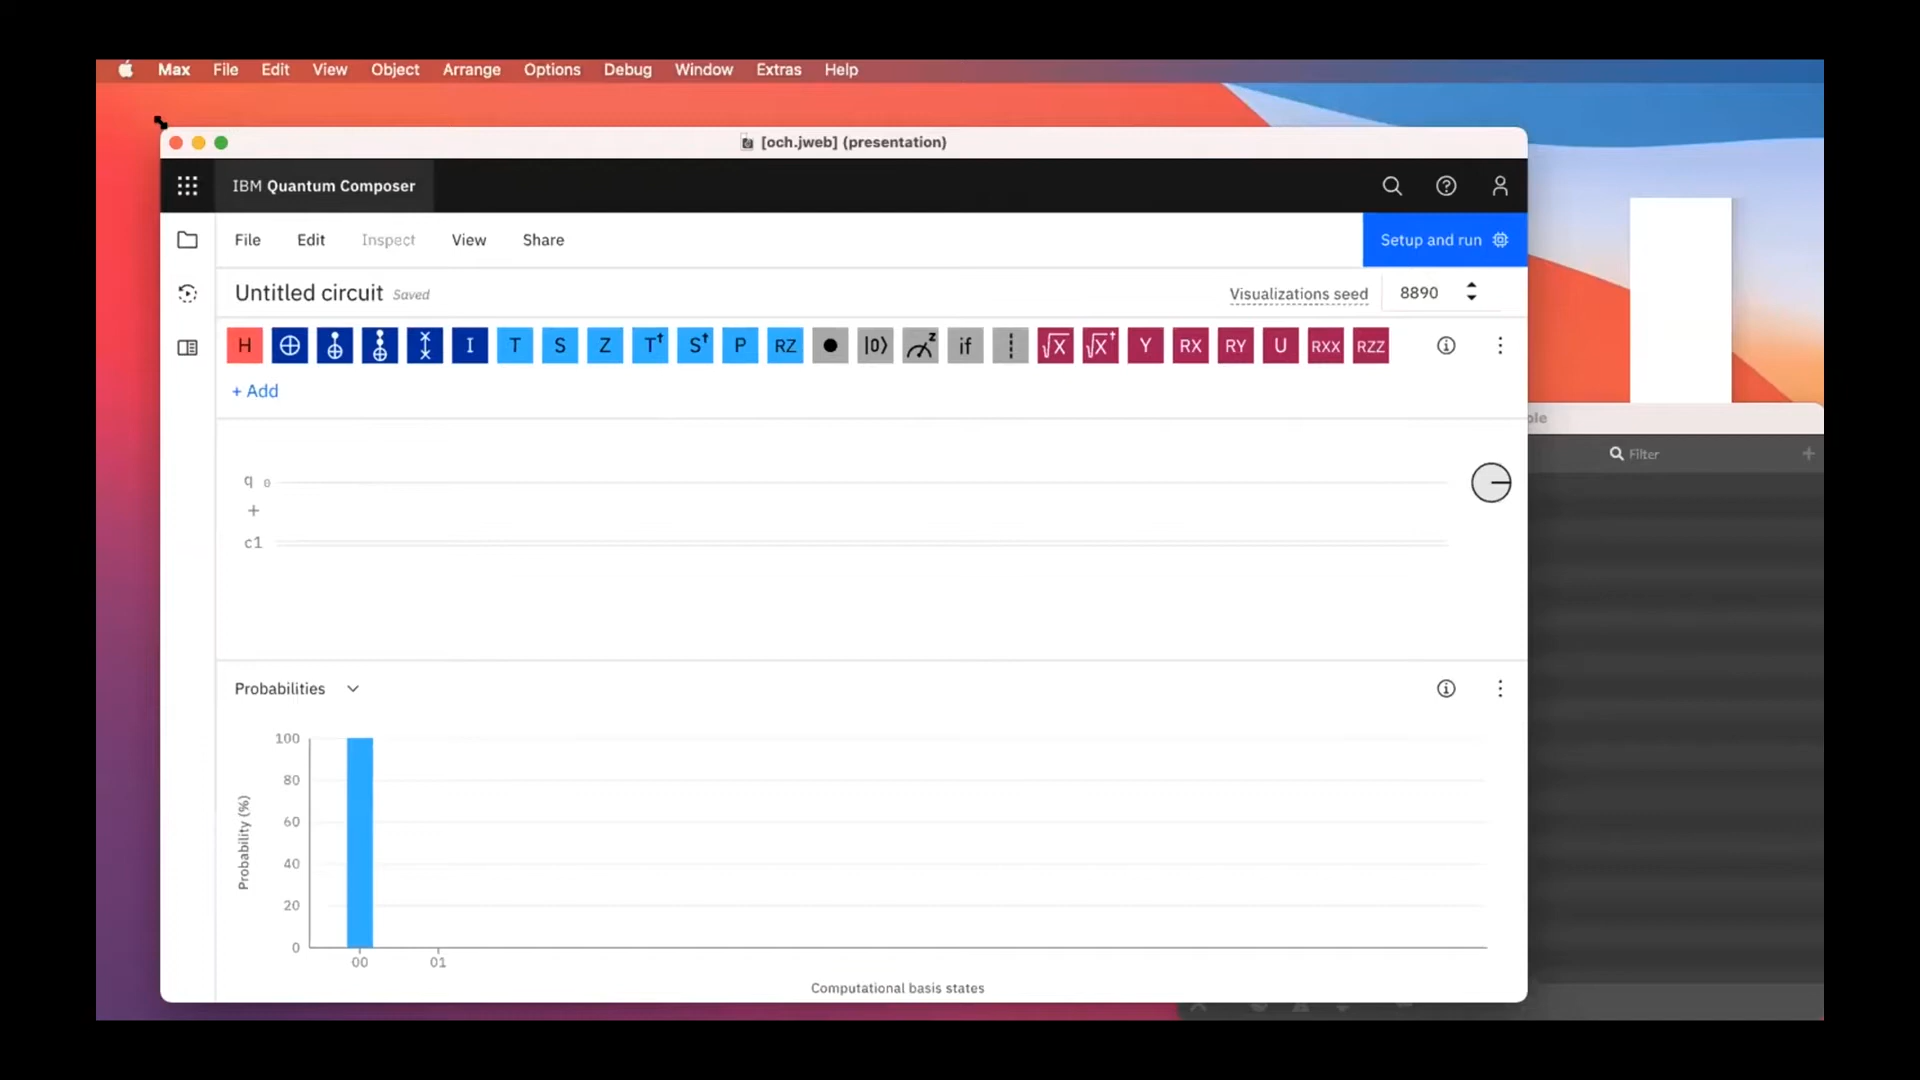 Max File Edit View Object Arrange Options Debug Window Extras Help
[och.jweb] (presentation)
IBM Quantum Composer
File Edit Inspect View Share Setup and run
Untitled circuit Saved Visualizations seed 8890
H I T S Z T† S† P RZ |0⟩ z if √X √X† Y RX RY U RXX RZZ
+ Add
Filter
q 0
+
c1
Probabilities
100
80
60
40
20
0
Probability (%)
00 01
Computational basis states